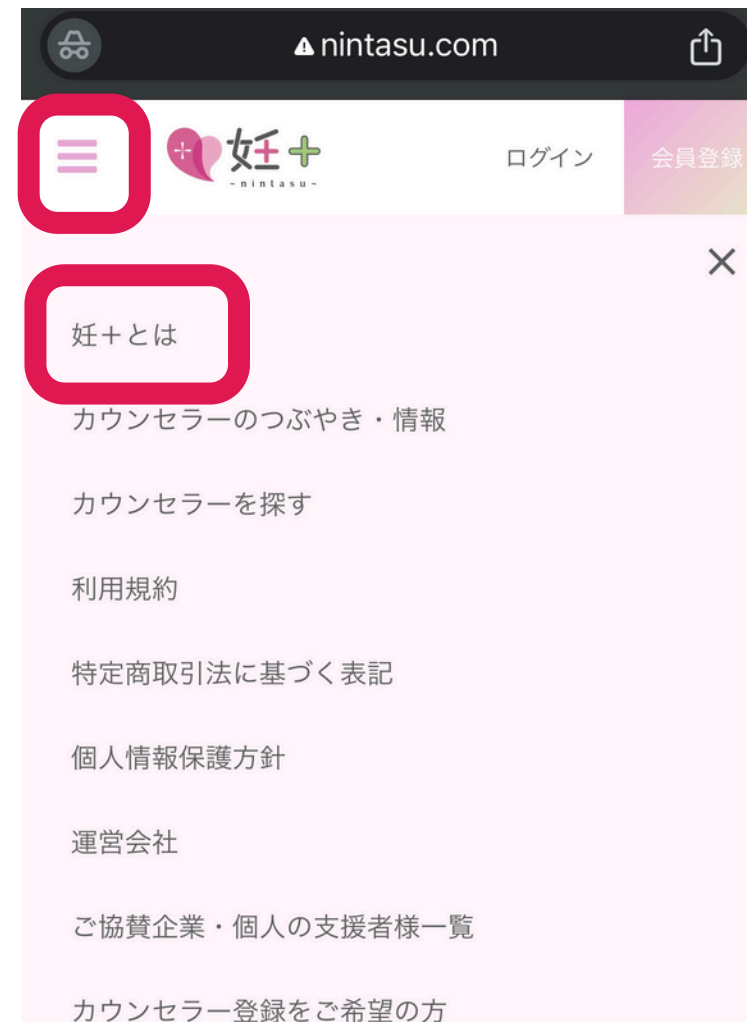 nintasu.com
妊+
~nintasu~
ログイン
会員登録
妊+とは
カウンセラーのつぶやき・情報
カウンセラーを探す
利用規約
特定商取引法に基づく表記
個人情報保護方針
運営会社
ご協賛企業・個人の支援者様一覧
カウンセラー登録をご希望の方